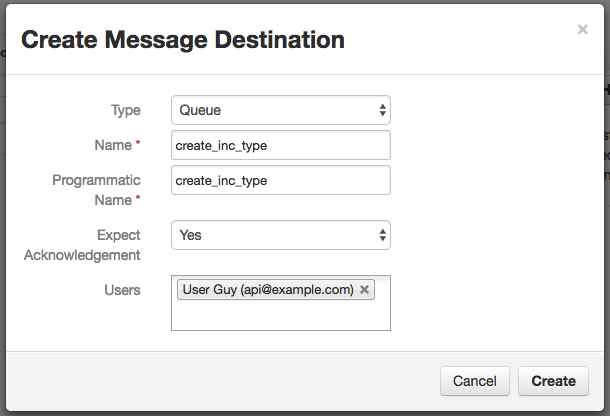 Create Message Destination
×
Type
Queue
Name *
create_inc_type
Programmatic
Name *
create_inc_type
Expect
Acknowledgement
Yes
Users
User Guy (api@example.com) ×
Cancel
Create